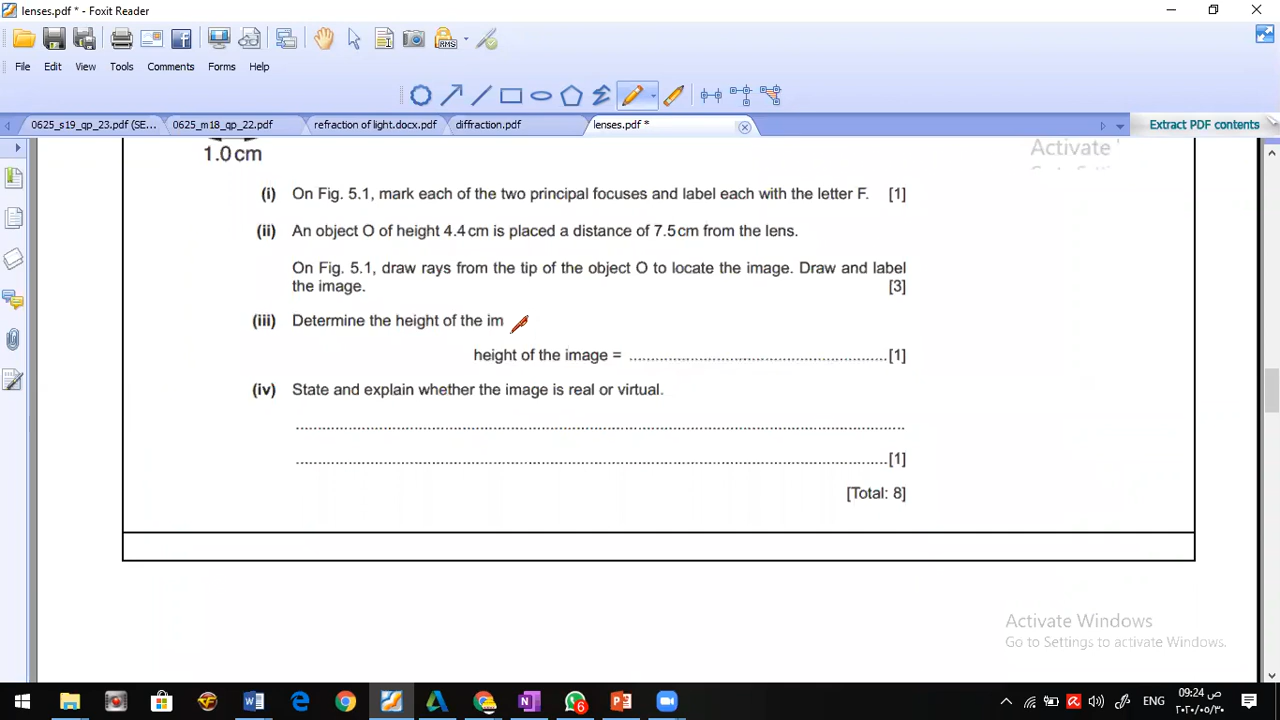 lenses.pdf * - Foxit Reader
RMS
File Edit View Tools Comments Forms Help
0625_s19_qp_23.pdf (SE... 0625_m18_qp_22.pdf refraction of light.docx.pdf diffraction.pdf lenses.pdf * Extract PDF contents
1.0 cm
Activate
(i) On Fig. 5.1, mark each of the two principal focuses and label each with the letter F. [1]
(ii) An object O of height 4.4 cm is placed a distance of 7.5 cm from the lens.
On Fig. 5.1, draw rays from the tip of the object O to locate the image. Draw and label
the image. [3]
(iii) Determine the height of the im
height of the image = ........................................................ [1]
(iv) State and explain whether the image is real or virtual.
..........................................................................................................................................
......................................................................................................................................[1]
[Total: 8]
Activate Windows
Go to Settings to activate Windows.
6
ENG
09:24 ص
٢٠٢٠/٠٥/٣٠